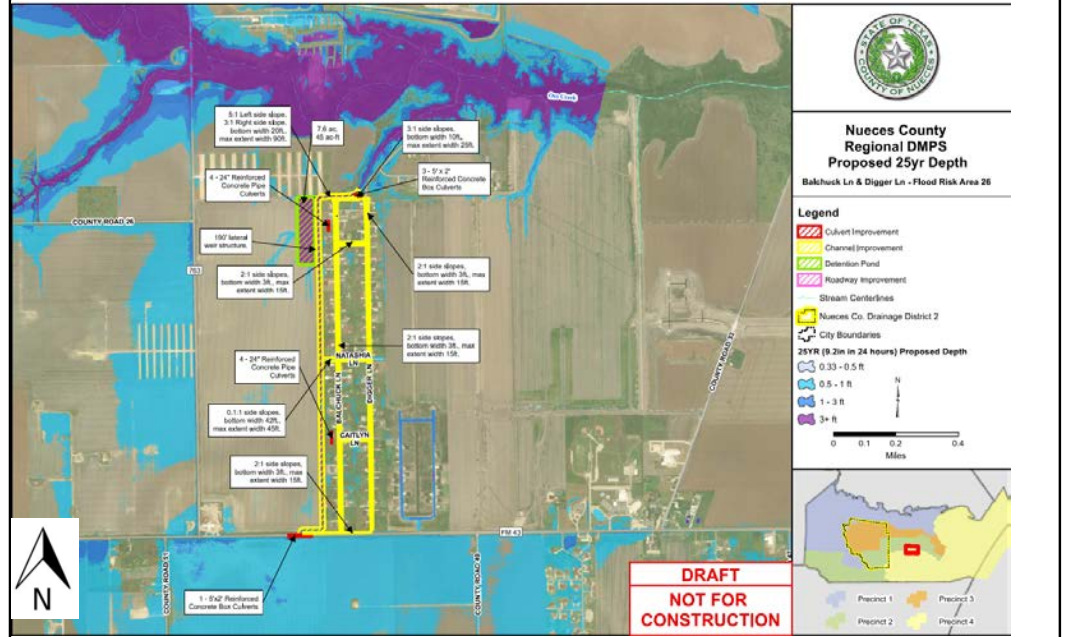 5:1 Left side slope,
3:1 Right side slope,
bottom width 20ft.,
max extent width 90ft.
7.6 ac,
45 ac-ft
3:1 side slopes,
bottom width 10ft.,
max extent width 25ft.
4 - 24" Reinforced
Concrete Pipe
Culverts
3 - 5' x 2'
Reinforced Concrete
Box Culverts
Oso Creek
COUNTY ROAD 26
763
190' lateral
weir structure.
2:1 side slopes,
bottom width 3ft., max
extent width 15ft.
2:1 side slopes,
bottom width 3ft., max
extent width 15ft.
2:1 side slopes,
bottom width 3ft., max
extent width 15ft.
4 - 24" Reinforced
Concrete Pipe
Culverts
NATASHIA
LN
BALCHUCK LN
DIGGER LN
0.1:1 side slopes,
bottom width 42ft.,
max extent width 45ft.
CAITLYN
LN
2:1 side slopes,
bottom width 3ft., max
extent width 15ft.
COUNTY ROAD 33
FM 43
COUNTY ROAD 51
COUNTY ROAD 49
1 - 5'x2' Reinforced
Concrete Box Culverts
N
DRAFT
NOT FOR
CONSTRUCTION
STATE OF TEXAS
COUNTY OF NUECES
Nueces County
Regional DMPS
Proposed 25yr Depth
Balchuck Ln & Digger Ln - Flood Risk Area 26
Legend
Culvert Improvement
Channel Improvement
Detention Pond
Roadway Improvement
Stream Centerlines
Nueces Co. Drainage District 2
City Boundaries
25YR (9.2in in 24 hours) Proposed Depth
0.33 - 0.5 ft
0.5 - 1 ft
1 - 3 ft
3+ ft
N
0 0.1 0.2 0.4
Miles
Precinct 1
Precinct 3
Precinct 2
Precinct 4